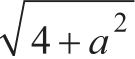 √(4 + a²)